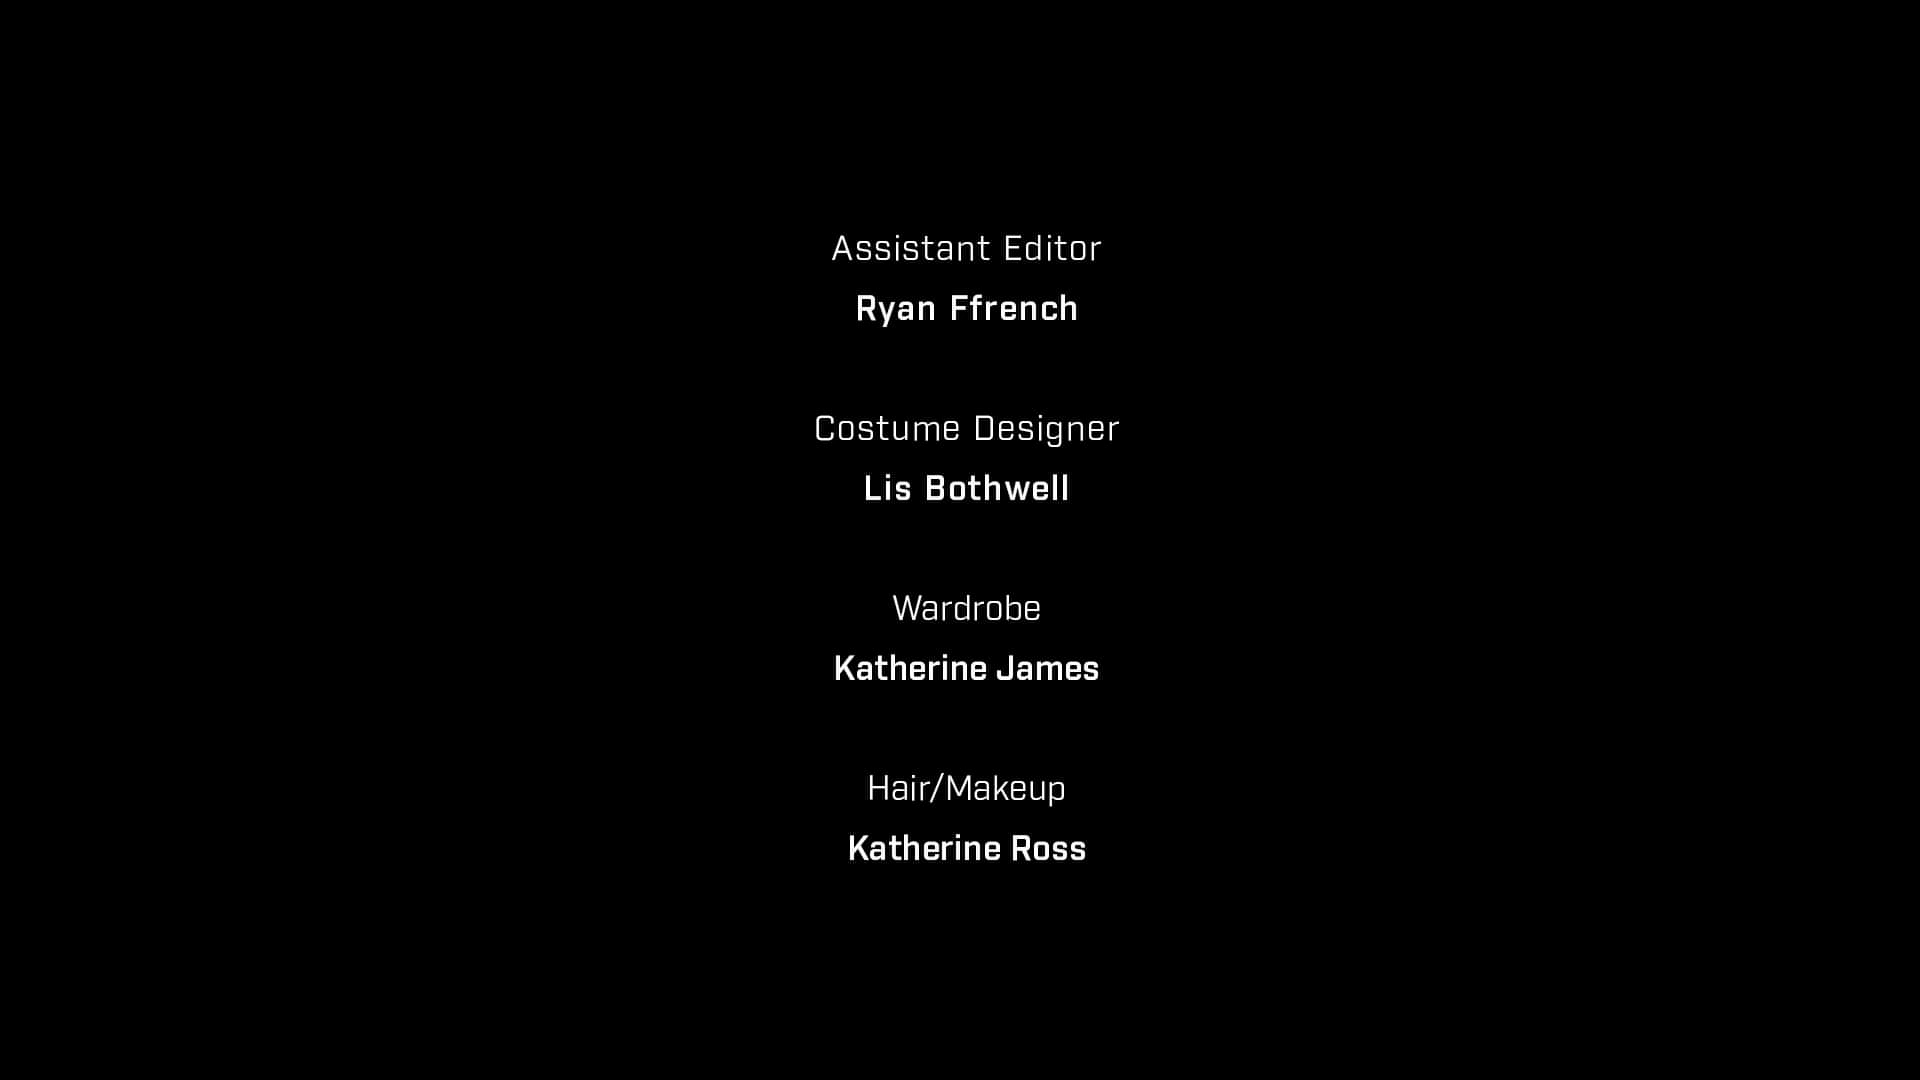 Assistant Editor
Ryan Ffrench
Costume Designer
Lis Bothwell
Wardrobe
Katherine James
Hair/Makeup
Katherine Ross